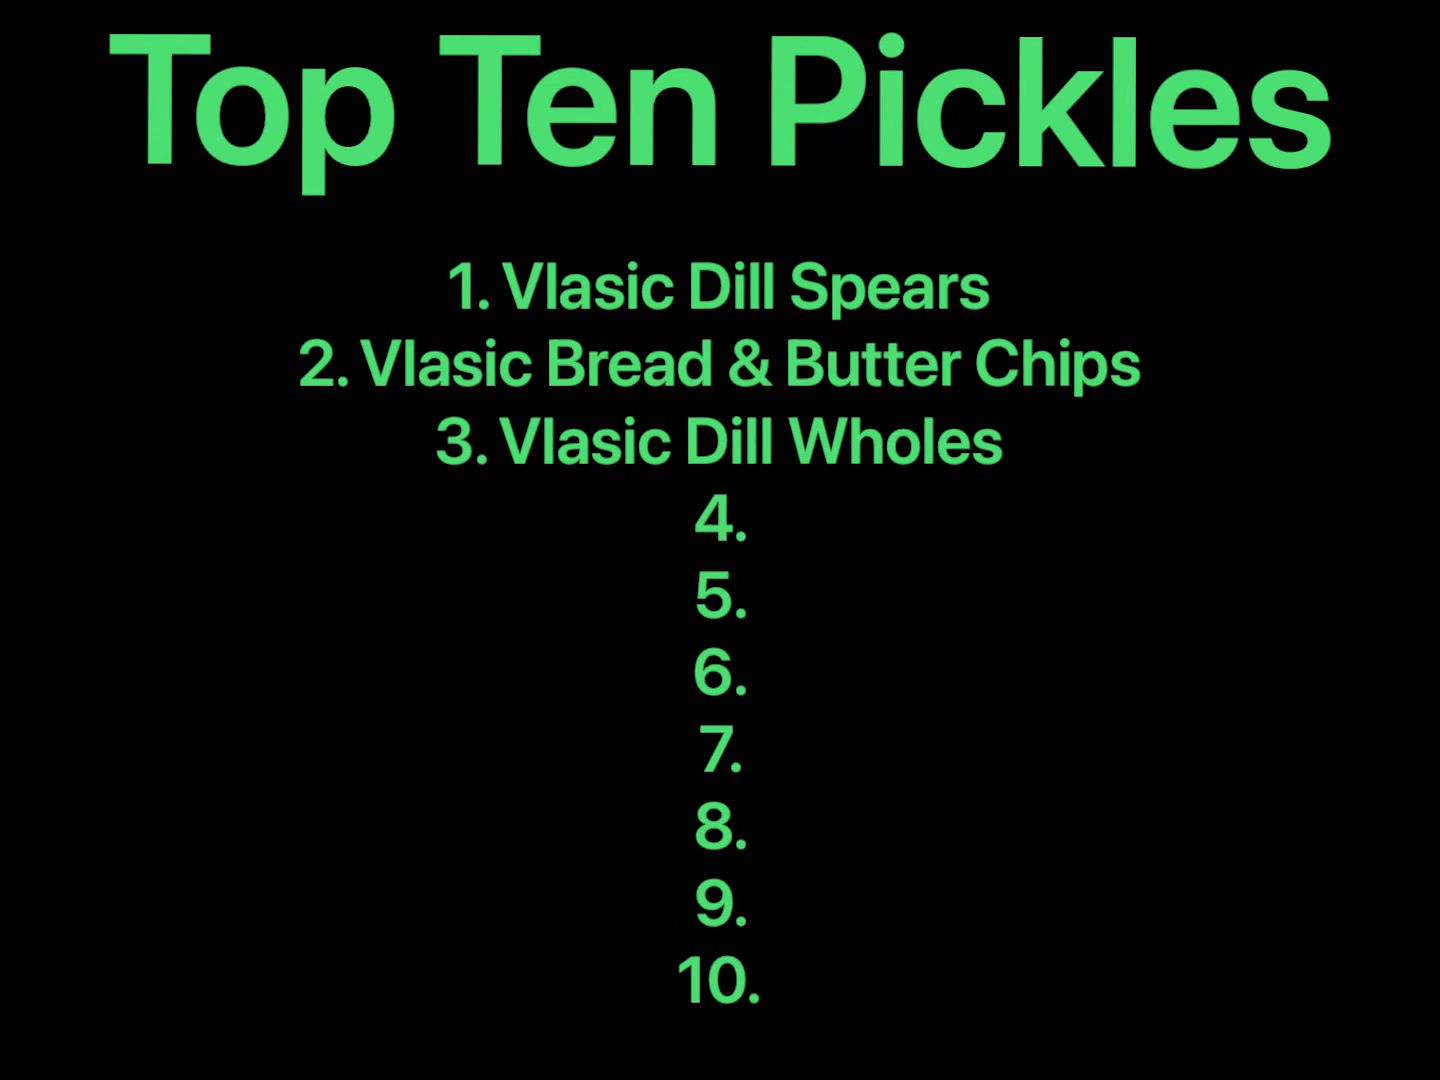 Top Ten Pickles
1. Vlasic Dill Spears
2. Vlasic Bread & Butter Chips
3. Vlasic Dill Wholes
4.
5.
6.
7.
8.
9.
10.